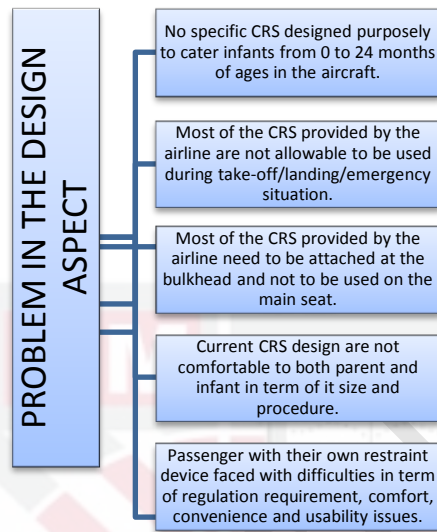 PROBLEM IN THE DESIGN
ASPECT
No specific CRS designed purposely
to cater infants from 0 to 24 months
of ages in the aircraft.
Most of the CRS provided by the
airline are not allowable to be used
during take-off/landing/emergency
situation.
Most of the CRS provided by the
airline need to be attached at the
bulkhead and not to be used on the
main seat.
Current CRS design are not
comfortable to both parent and
infant in term of it size and
procedure.
Passenger with their own restraint
device faced with difficulties in term
of regulation requirement, comfort,
convenience and usability issues.